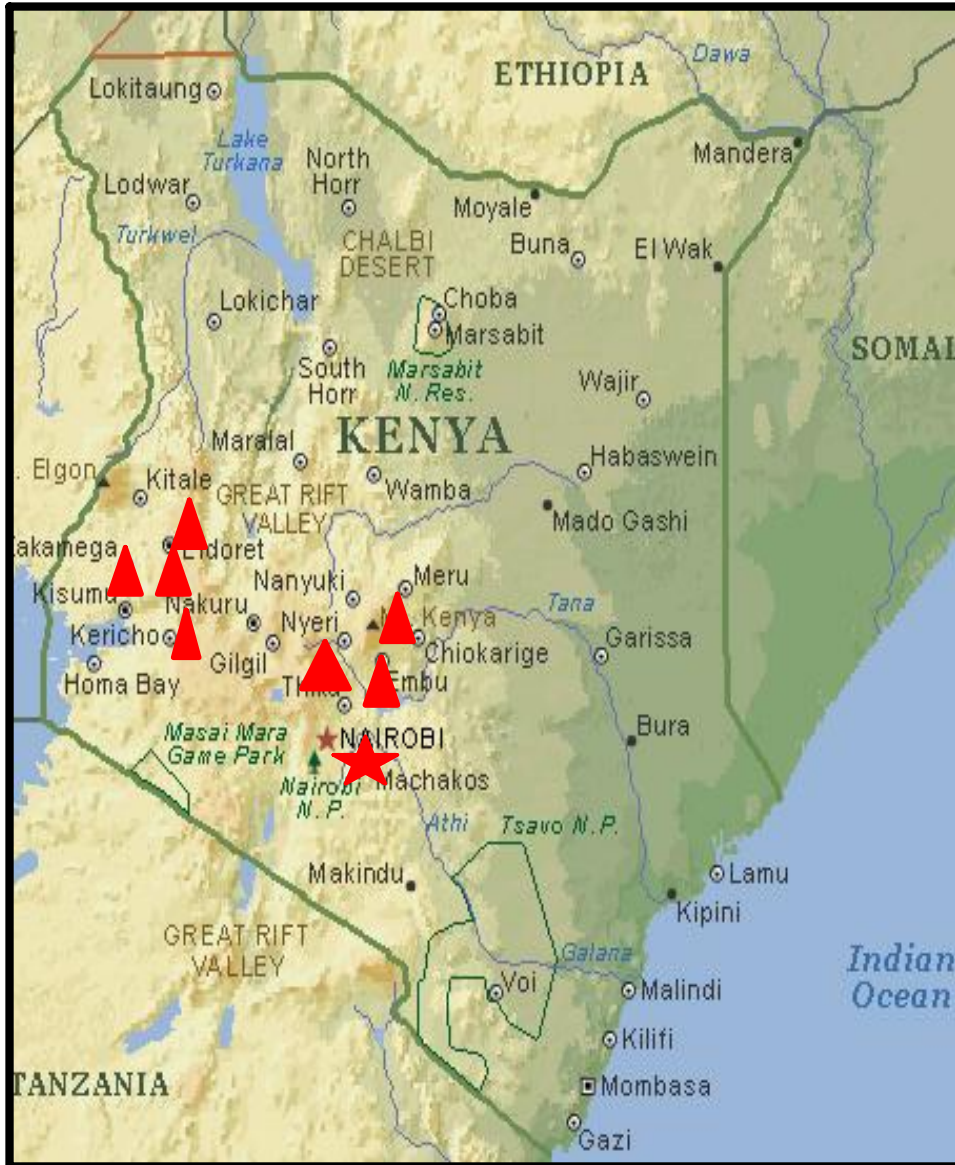 ETHIOPIA
Dawa
Lokitaung
Lake
Turkana
Mandera
North
Horr
Lodwar
Moyale
Turkwel
CHALBI
DESERT
Buna
El Wak
Lokichar
Choba
Marsabit
SOMAL
South
Horr
Marsabit
N. Res.
Wajir
KENYA
Maralal
. Elgon
Kitale
Habaswein
Wamba
GREAT RIFT
VALLEY
Mado Gashi
Kakamega
Eldoret
Nanyuki
Meru
Kisumu
Nakuru
Tana
Kenya
Kericho
Nyeri
Garissa
Chiokarige
Gilgil
Homa Bay
Embu
Thika
Masai Mara
Game Park
NAIROBI
Bura
Nairobi
N.P.
Machakos
Athi
Tsavo N.P.
Makindu
Lamu
Kipini
GREAT RIFT
VALLEY
Galana
Indian
Ocean
Voi
Malindi
Kilifi
TANZANIA
Mombasa
Gazi